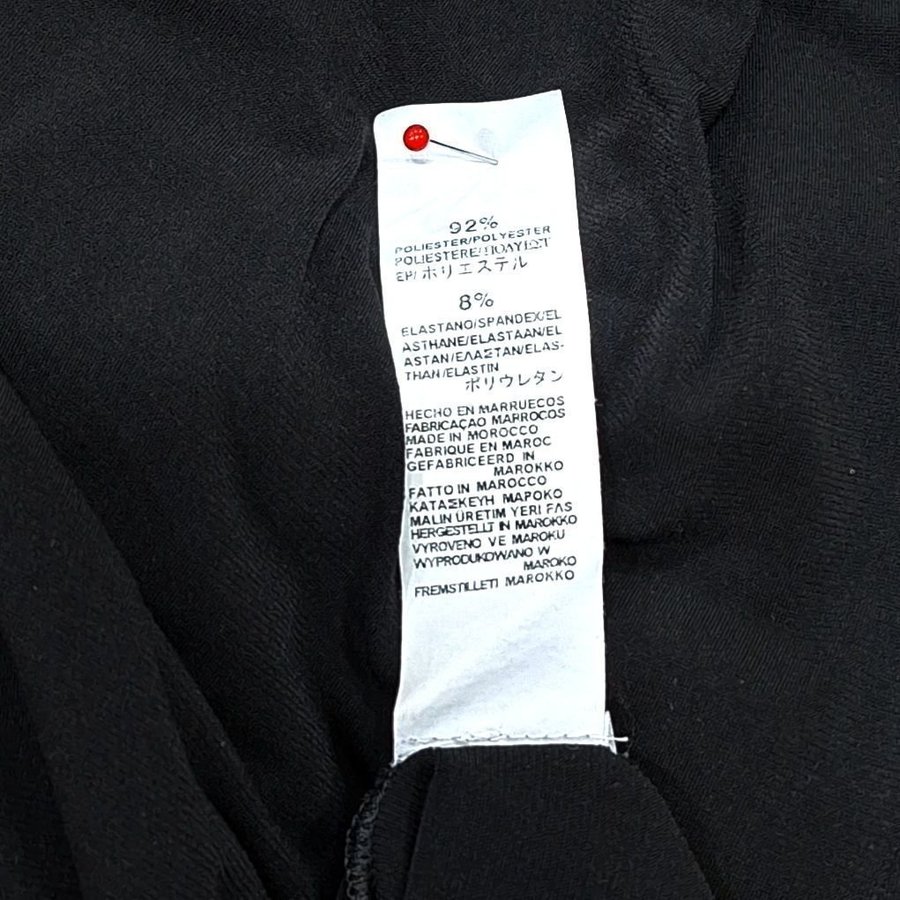 92%
POLIESTER/POLYESTER
POLIESTERE/ΠΟΛΥΕΣΤ
ΕΡ/ポリエステル
8%
ELASTANO/SPANDEX/EL
ASTHANE/ELASTAAN/EL
ASTAN/ΕΛΑΣΤΑΝ/ELAS-
THAN/ELASTIN
ポリウレタン
HECHO EN MARRUECOS
FABRICAÇAO MARROCOS
MADE IN MOROCCO
FABRIQUE EN MAROC
GEFABRICEERD IN
MAROKKO
FATTO IN MAROCCO
ΚΑΤΑΣΚΕΥΗ ΜΑΡΟΚΟ
MALIN ÜRETIM YERI FAS
HERGESTELLT IN MAROKKO
VYROVENO VE MAROKU
WYPRODUKOWANO W
MAROKO
FREMSTILLETI MAROKKO